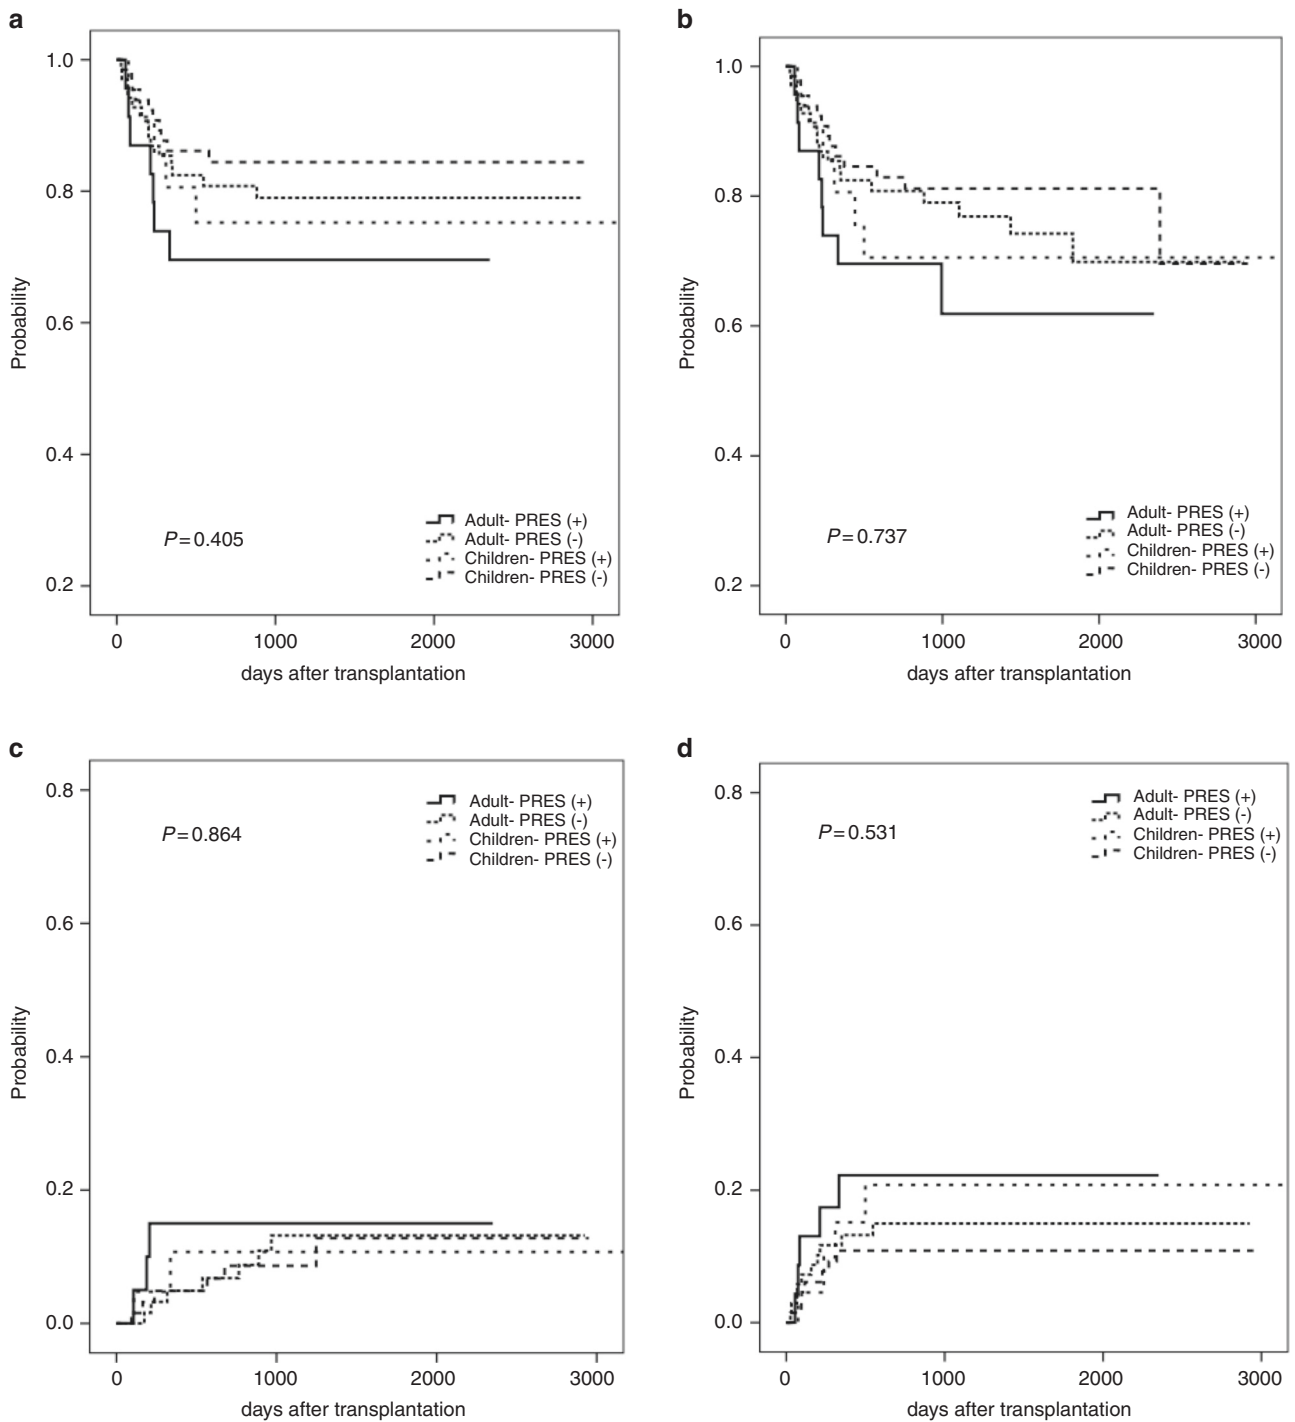 a
1.0
0.8
0.6
0.4
0.2
Probability
P=0.405
Adult- PRES (+)
Adult- PRES (-)
Children- PRES (+)
Children- PRES (-)
0 1000 2000 3000
days after transplantation
b
1.0
0.8
0.6
0.4
0.2
Probability
P=0.737
Adult- PRES (+)
Adult- PRES (-)
Children- PRES (+)
Children- PRES (-)
0 1000 2000 3000
days after transplantation
c
0.8
0.6
0.4
0.2
0.0
Probability
P=0.864
Adult- PRES (+)
Adult- PRES (-)
Children- PRES (+)
Children- PRES (-)
0 1000 2000 3000
days after transplantation
d
0.8
0.6
0.4
0.2
0.0
Probability
P=0.531
Adult- PRES (+)
Adult- PRES (-)
Children- PRES (+)
Children- PRES (-)
0 1000 2000 3000
days after transplantation